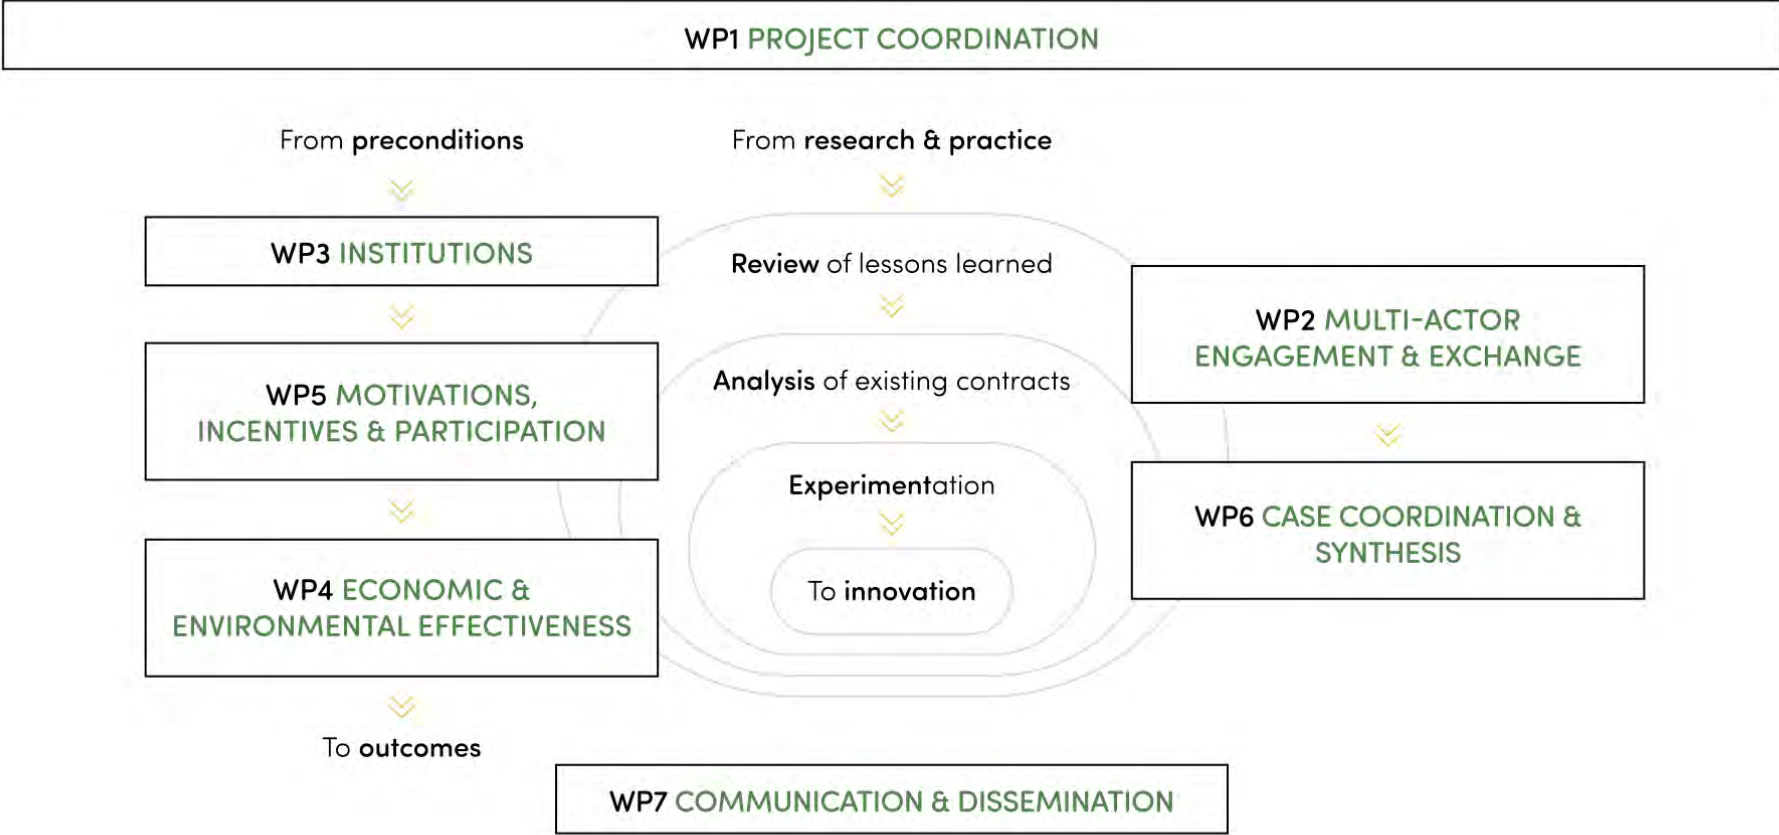 WP1 PROJECT COORDINATION
From preconditions
WP3 INSTITUTIONS
WP5 MOTIVATIONS,
INCENTIVES & PARTICIPATION
WP4 ECONOMIC &
ENVIRONMENTAL EFFECTIVENESS
To outcomes
From research & practice
Review of lessons learned
Analysis of existing contracts
Experimentation
To innovation
WP2 MULTI-ACTOR
ENGAGEMENT & EXCHANGE
WP6 CASE COORDINATION &
SYNTHESIS
WP7 COMMUNICATION & DISSEMINATION